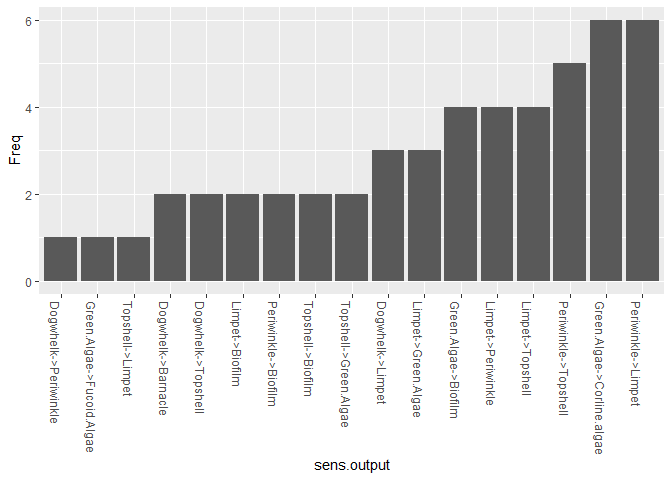 6
4
2
0
Freq
Dogwhelk->Periwinkle
Green.Algae->Fucoid.Algae
Topshell->Limpet
Dogwhelk->Barnacle
Dogwhelk->Topshell
Limpet->Biofilm
Periwinkle->Biofilm
Topshell->Biofilm
Topshell->Green.Algae
Dogwhelk->Limpet
Limpet->Green.Algae
Green.Algae->Biofilm
Limpet->Periwinkle
Limpet->Topshell
Periwinkle->Topshell
Green.Algae->Corline.algae
Periwinkle->Limpet
sens.output